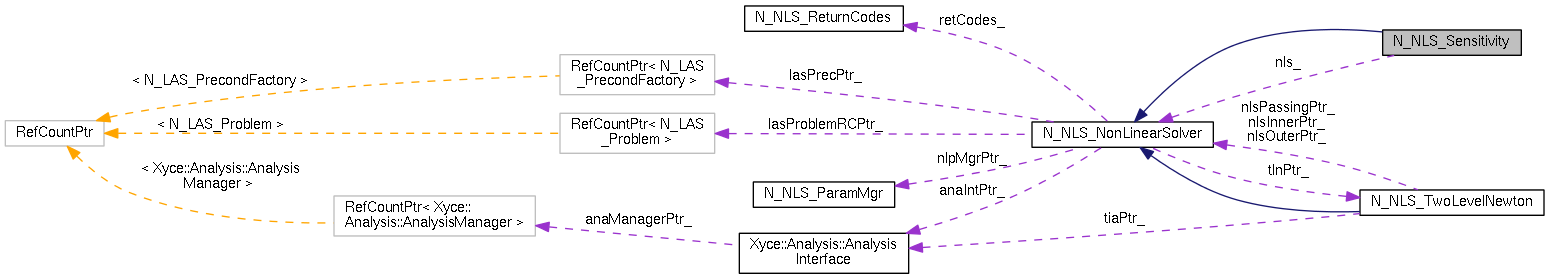 N_NLS_ReturnCodes
retCodes_
N_NLS_Sensitivity
nls_
RefCountPtr< N_LAS
_PrecondFactory >
lasPrecPtr_
< N_LAS_PrecondFactory >
nlsPassingPtr_
nlsInnerPtr_
nlsOuterPtr_
RefCountPtr
< N_LAS_Problem >
RefCountPtr< N_LAS
_Problem >
lasProblemRCPtr_
N_NLS_NonLinearSolver
nlpMgrPtr_
N_NLS_ParamMgr
anaIntPtr_
tlnPtr_
N_NLS_TwoLevelNewton
< Xyce::Analysis::Analysis
Manager >
RefCountPtr< Xyce::
Analysis::AnalysisManager >
anaManagerPtr_
tiaPtr_
Xyce::Analysis::Analysis
Interface